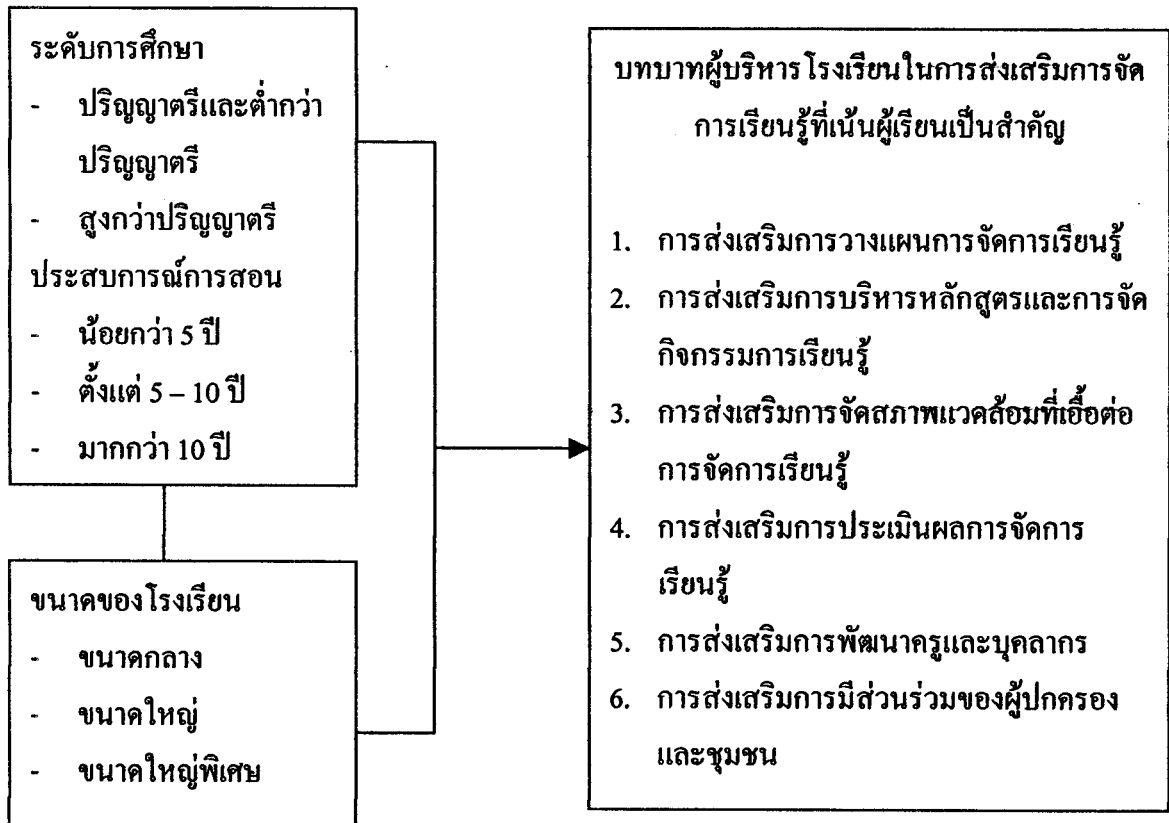 ระดับการศึกษา
- ปริญญาตรีและต่ำกว่า
ปริญญาตรี
- สูงกว่าปริญญาตรี
ประสบการณ์การสอน
- น้อยกว่า 5 ปี
- ตั้งแต่ 5 – 10 ปี
- มากกว่า 10 ปี
ขนาดของโรงเรียน
- ขนาดกลาง
- ขนาดใหญ่
- ขนาดใหญ่พิเศษ
บทบาทผู้บริหารโรงเรียนในการส่งเสริมการจัด
การเรียนรู้ที่เน้นผู้เรียนเป็นสำคัญ
1. การส่งเสริมการวางแผนการจัดการเรียนรู้
2. การส่งเสริมการบริหารหลักสูตรและการจัด
กิจกรรมการเรียนรู้
3. การส่งเสริมการจัดสภาพแวดล้อมที่เอื้อต่อ
การจัดการเรียนรู้
4. การส่งเสริมการประเมินผลการจัดการ
เรียนรู้
5. การส่งเสริมการพัฒนาครูและบุคลากร
6. การส่งเสริมการมีส่วนร่วมของผู้ปกครอง
และชุมชน